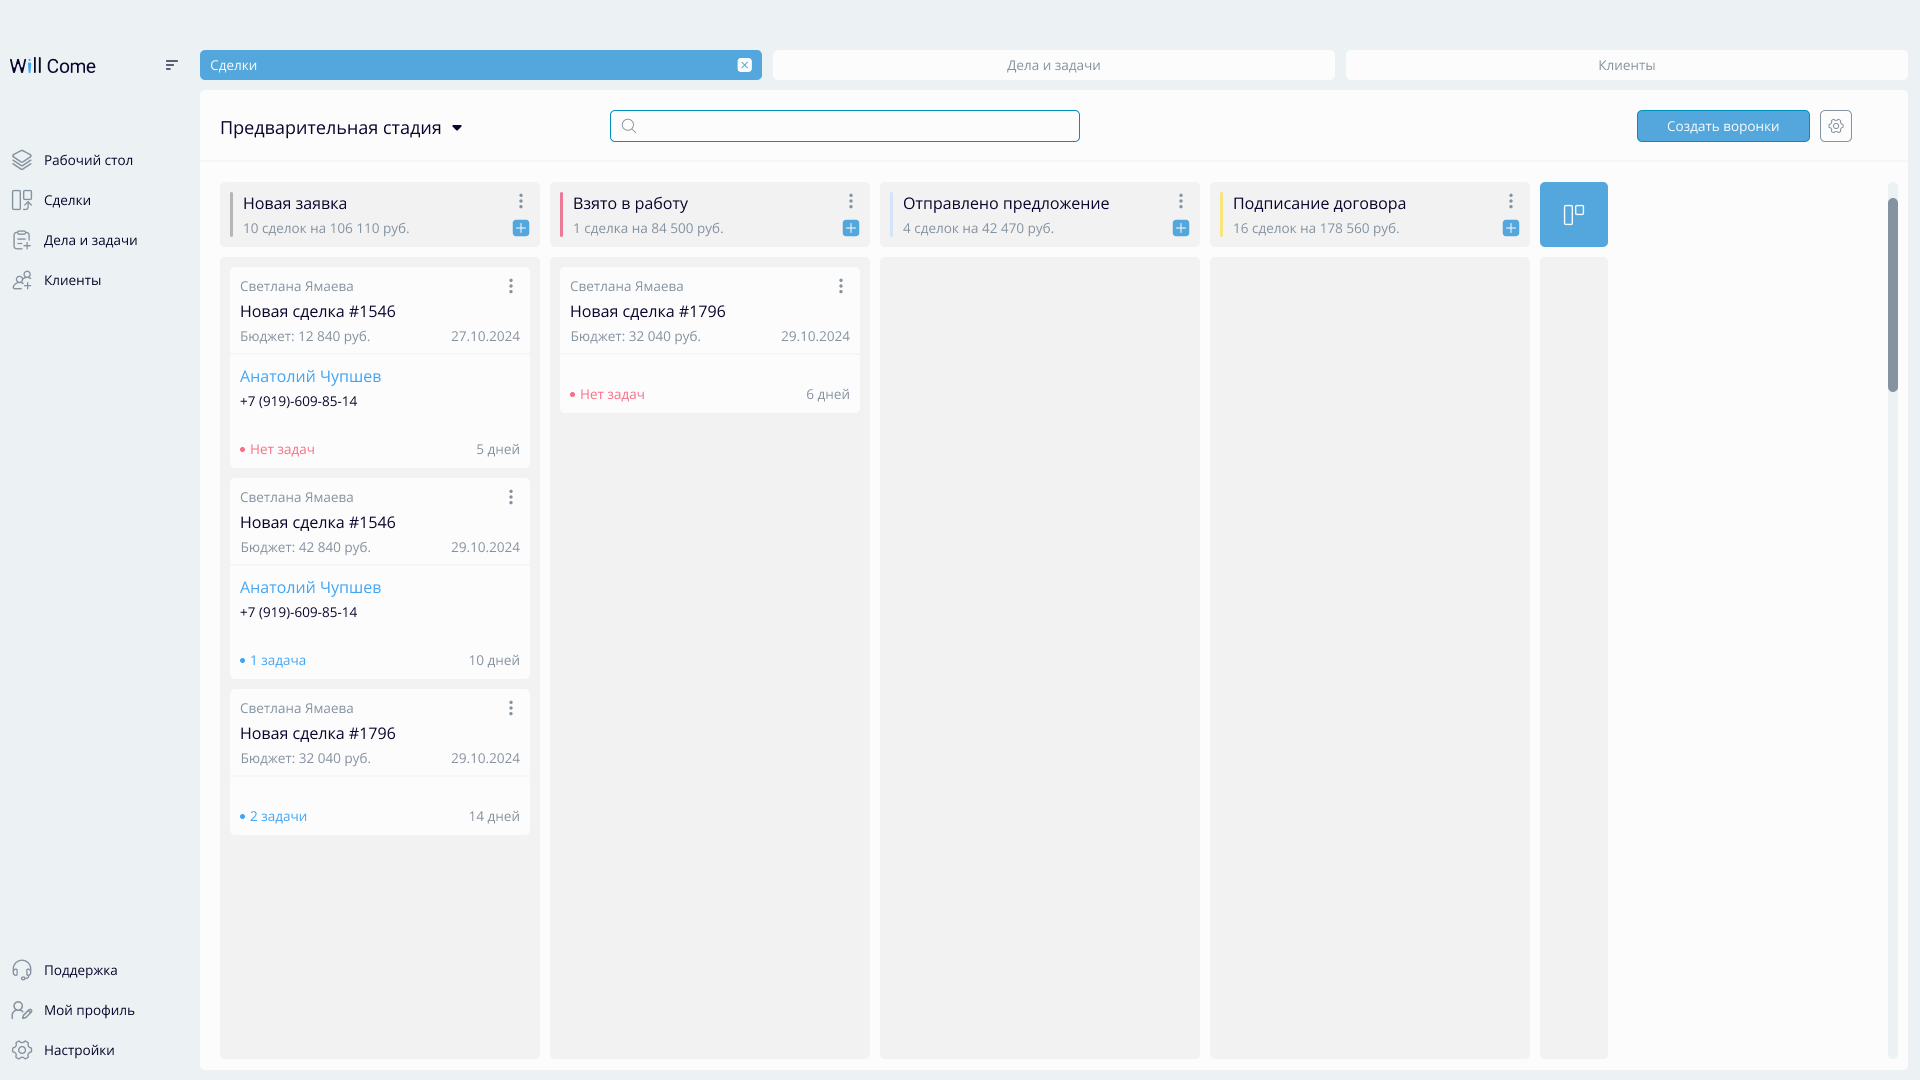 Will Come
Сделки
Дела и задачи
Клиенты
Предварительная стадия
Создать воронки
Рабочий стол
Сделки
Дела и задачи
Клиенты
Новая заявка
10 сделок на 106 110 руб.
Взято в работу
1 сделка на 84 500 руб.
Отправлено предложение
4 сделок на 42 470 руб.
Подписание договора
16 сделок на 178 560 руб.
Светлана Ямаева
Новая сделка #1546
Бюджет: 12 840 руб. 27.10.2024
Анатолий Чупшев
+7 (919)-609-85-14
Нет задач 5 дней
Светлана Ямаева
Новая сделка #1546
Бюджет: 42 840 руб. 29.10.2024
Анатолий Чупшев
+7 (919)-609-85-14
1 задача 10 дней
Светлана Ямаева
Новая сделка #1796
Бюджет: 32 040 руб. 29.10.2024
2 задачи 14 дней
Светлана Ямаева
Новая сделка #1796
Бюджет: 32 040 руб. 29.10.2024
Нет задач 6 дней
Поддержка
Мой профиль
Настройки